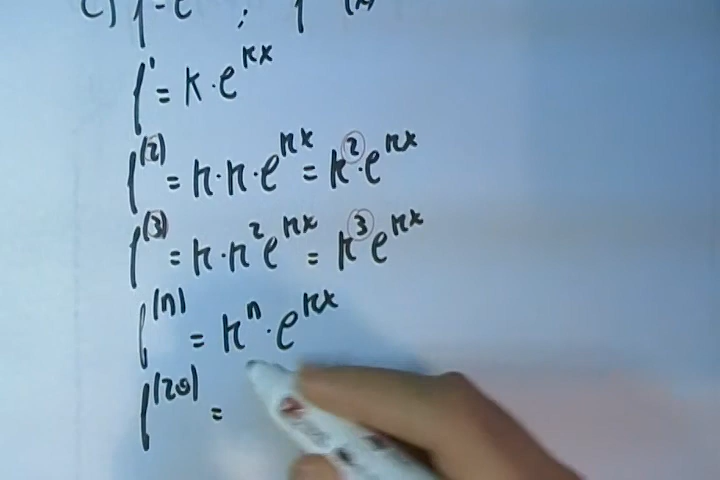 c) f = e ; f (x)
f' = k · e^{kx}
f^{(2)} = k · k · e^{kx} = k^{2} · e^{kx}
f^{(3)} = k · k^{2} e^{kx} = k^{3} e^{kx}
f^{(n)} = k^{n} · e^{kx}
f^{(20)} =